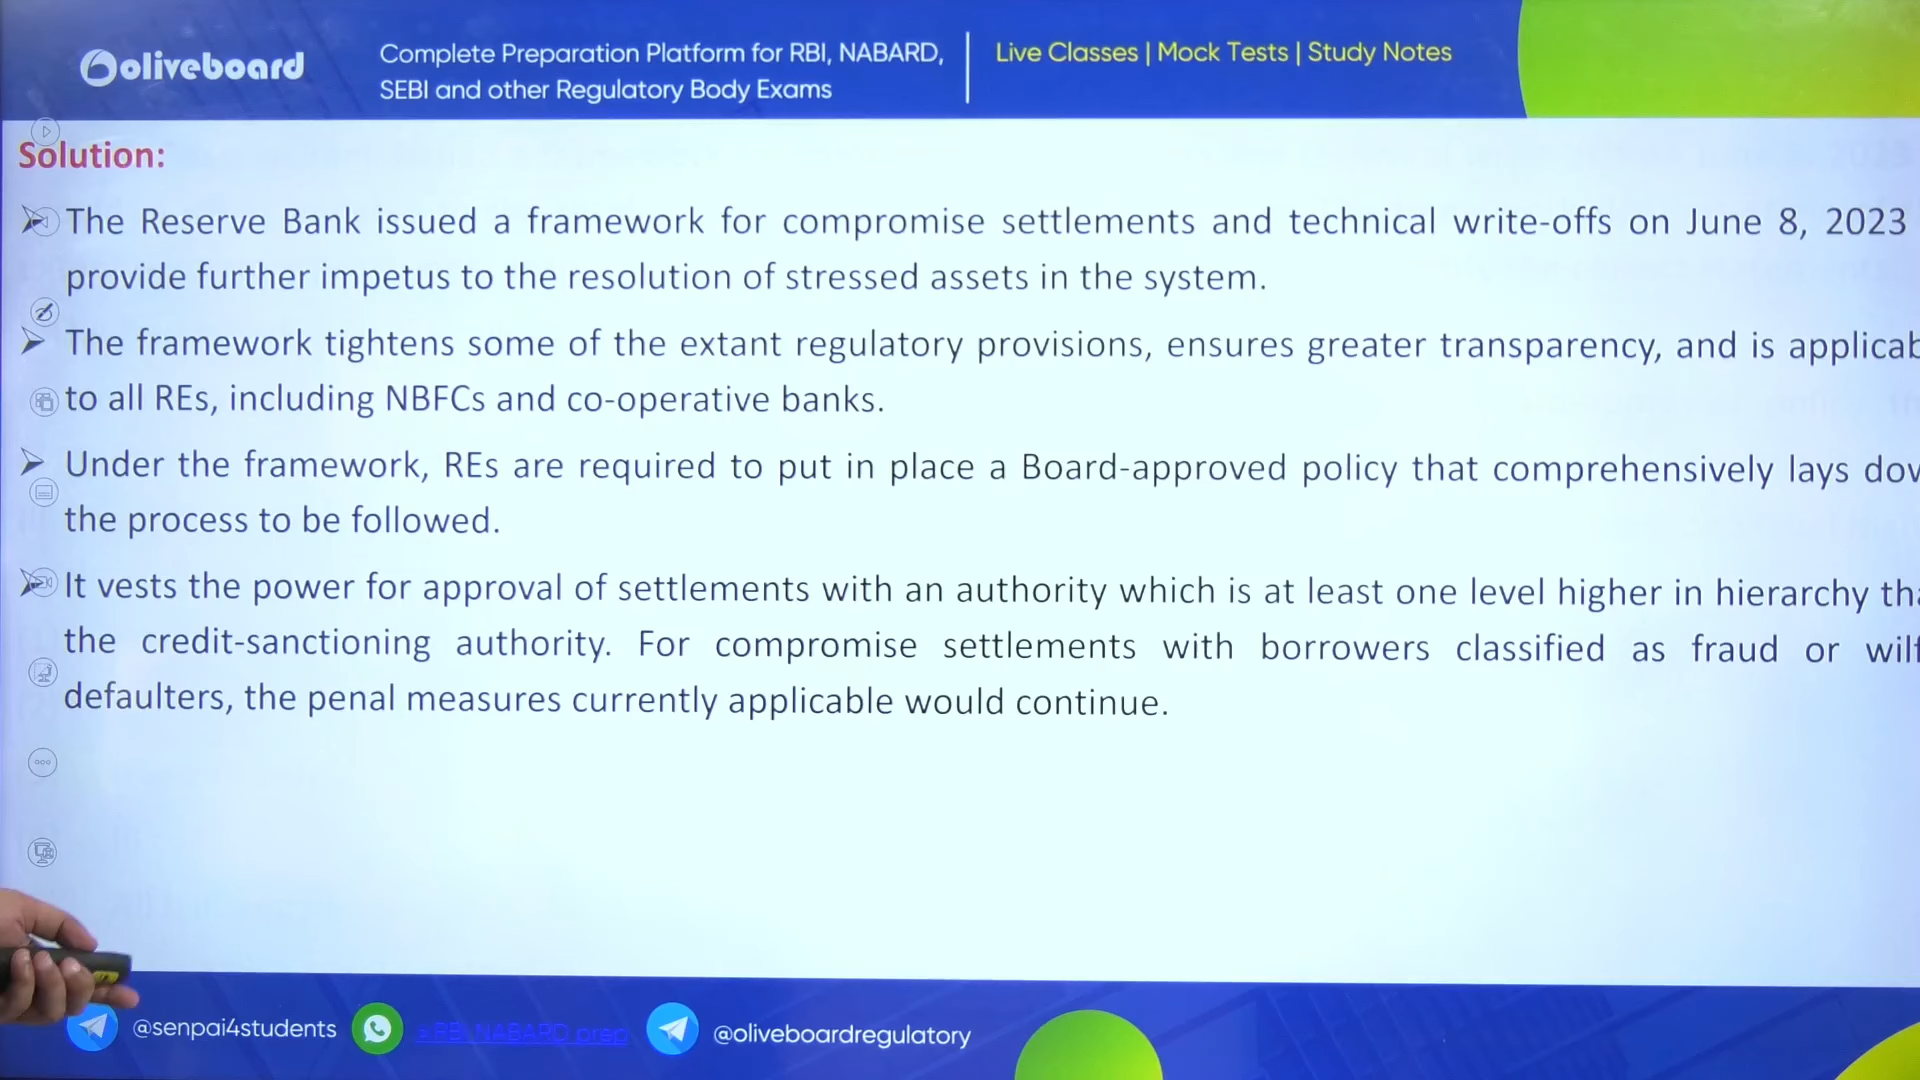 oliveboard
Complete Preparation Platform for RBI, NABARD,
SEBI and other Regulatory Body Exams
Live Classes | Mock Tests | Study Notes
Solution:
The Reserve Bank issued a framework for compromise settlements and technical write-offs on June 8, 2023
provide further impetus to the resolution of stressed assets in the system.
The framework tightens some of the extant regulatory provisions, ensures greater transparency, and is applicab
to all REs, including NBFCs and co-operative banks.
Under the framework, REs are required to put in place a Board-approved policy that comprehensively lays dow
the process to be followed.
It vests the power for approval of settlements with an authority which is at least one level higher in hierarchy tha
the credit-sanctioning authority. For compromise settlements with borrowers classified as fraud or wilf
defaulters, the penal measures currently applicable would continue.
@senpai4students
RBI NABARD prep
@oliveboardregulatory